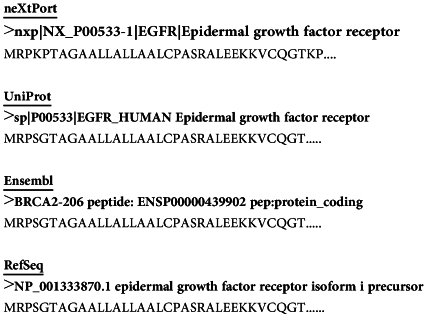 neXtPort
>nxp|NX_P00533-1|EGFR|Epidermal growth factor receptor
MRPKPTAGAALLALLAALCPASRALEEKKVCQGTKP....
UniProt
>sp|P00533|EGFR_HUMAN Epidermal growth factor receptor
MRPSGTAGAALLALLAALCPASRALEEKKVCQGT.....
Ensembl
>BRCA2-206 peptide: ENSP00000439902 pep:protein_coding
MRPSGTAGAALLALLAALCPASRALEEKKVCQGT.....
RefSeq
>NP_001333870.1 epidermal growth factor receptor isoform i precursor
MRPSGTAGAALLALLAALCPASRALEEKKVCQGT......